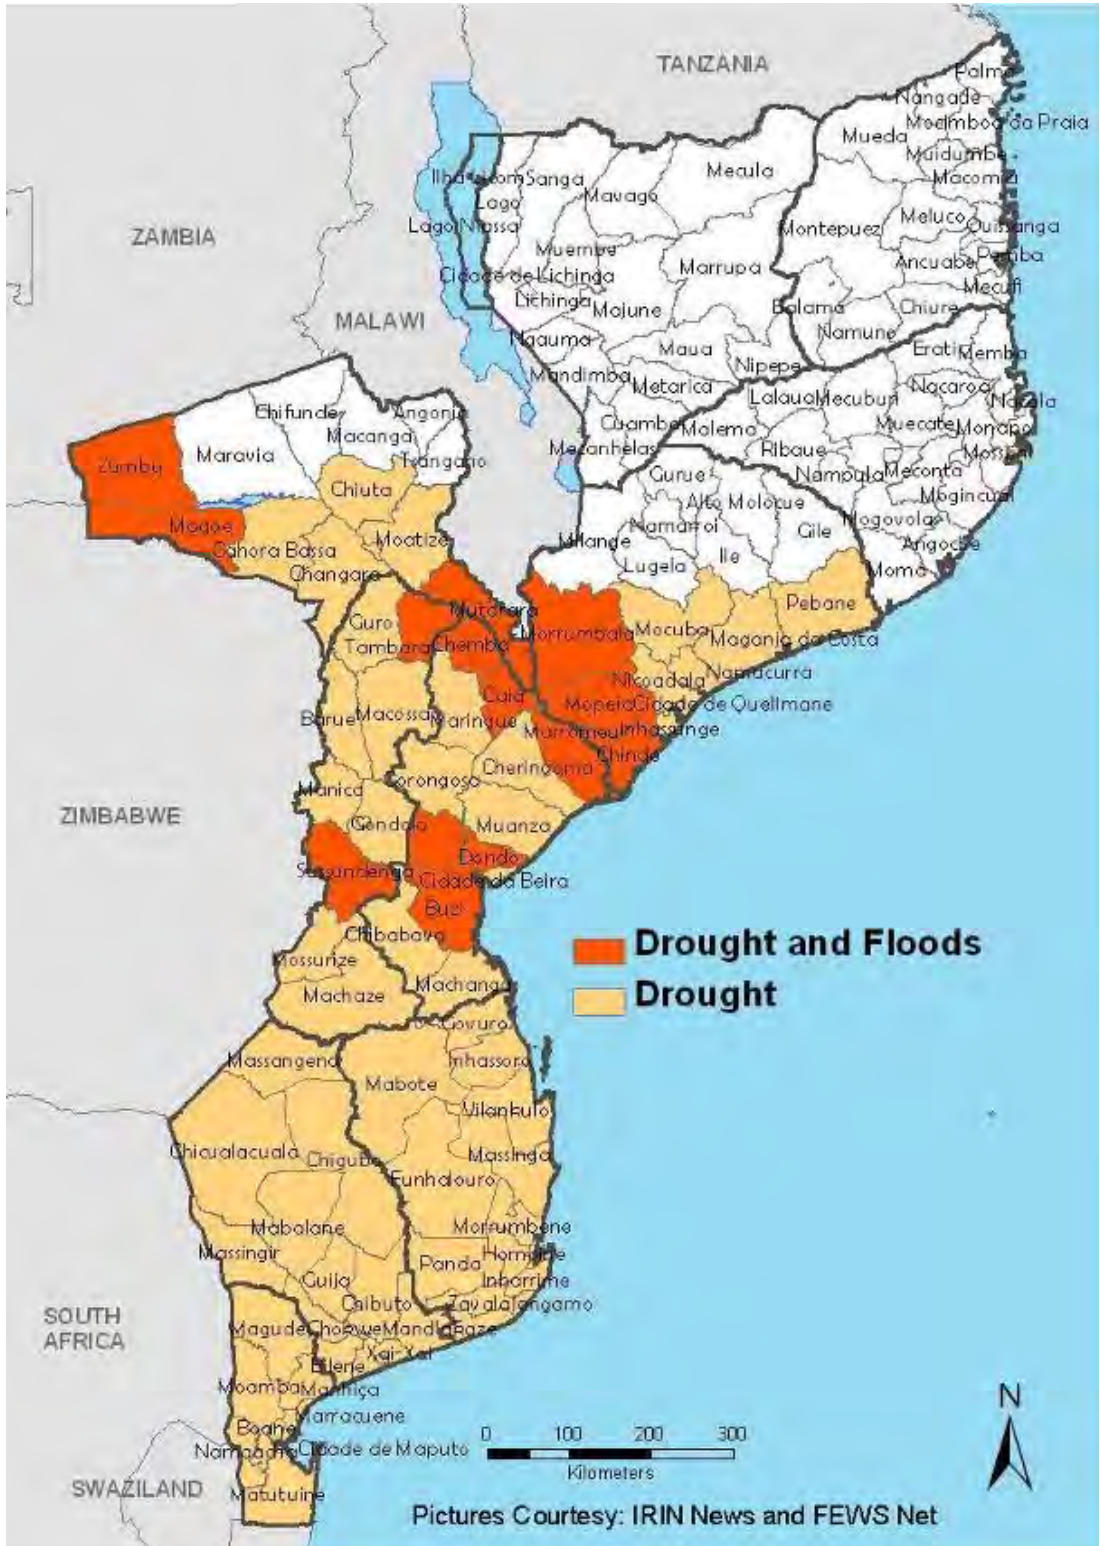 TANZANIA
Palma
Nangade
Mocimboa da Praia
Mueda
Muidumbe
Mecula
Macomia
Sanga
Mavago
Lago
Meluco
Quissanga
Lago Niassa
Montepuez
ZAMBIA
Muembe
Ancuabe
Pemba
Marrupa
Cidade de Lichinga
Mecufi
Lichinga
Majune
Balama
Chiure
MALAWI
Namune
Ngauma
Maua
Erati
Memba
Nipepe
Mandimba
Metarica
Nacaroa
Lalaua
Mecuburi
Nacala
Chifunde
Angonia
Cuamba
Malema
Muecate
Monapo
Macanga
Mecanhelas
Ribaue
Maravia
Tsangano
Zumbu
Gurue
Nampula
Meconta
Chiuta
Alto Molocue
Mogincual
Namarroi
Mogovolas
Magoe
Gile
Moatize
Milange
Angoche
Cahora Bassa
Ile
Lugela
Moma
Changara
Pebane
Mutarara
Guro
Morrumbala
Mocuba
Maganja da Costa
Tambara
Chemba
Namacurra
Nicoadala
Caia
Mopeia
Cidade de Quelimane
Barue
Macossa
Maringue
Marromeu
Inhassunge
Chinde
Cheringoma
Gorongosa
Manica
ZIMBABWE
Gondola
Muanza
Dondo
Sussundenga
Cidade da Beira
Buzi
Chibabava
Drought and Floods
Mossurize
Machanga
Machaze
Drought
Govuro
Massangena
Inhassoro
Mabote
Vilankulo
Chicualacuala
Chigubo
Massinga
Funhalouro
Mabalane
Morrumbene
Massingir
Homoine
Panda
Guija
Inharrime
Chibuto
Zavala
Jangamo
SOUTH
AFRICA
Magude
Chokwe
Mandlakaze
Xai Xai
Bilene
Moamba
Manhiça
N
Marracuene
Boane
0 100 200 300
Namaacha
Cidade de Maputo
Kilometers
SWAZILAND
Matutuine
Pictures Courtesy: IRIN News and FEWS Net